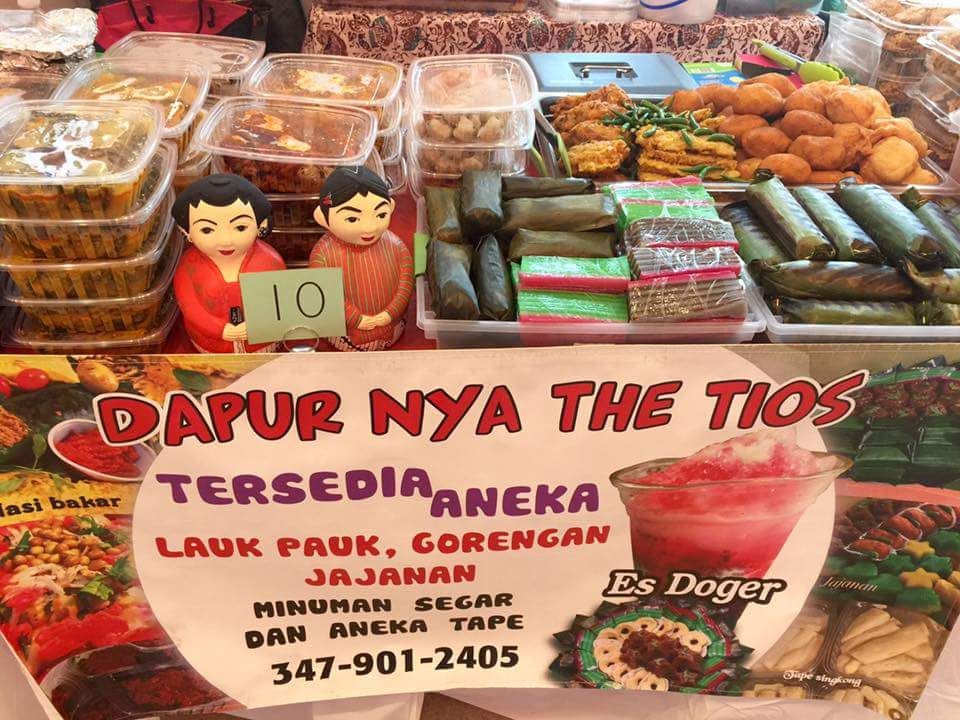 10
DAPUR NYA THE TIOS
TERSEDIA ANEKA
LAUK PAUK, GORENGAN
JAJANAN
MINUMAN SEGAR
DAN ANEKA TAPE
347-901-2405
Nasi bakar
Es Doger
Jajanan
Tape singkong